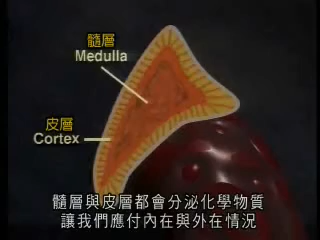 髓層
Medulla
皮層
Cortex
髓層與皮層都會分泌化學物質
讓我們應付內在與外在情況